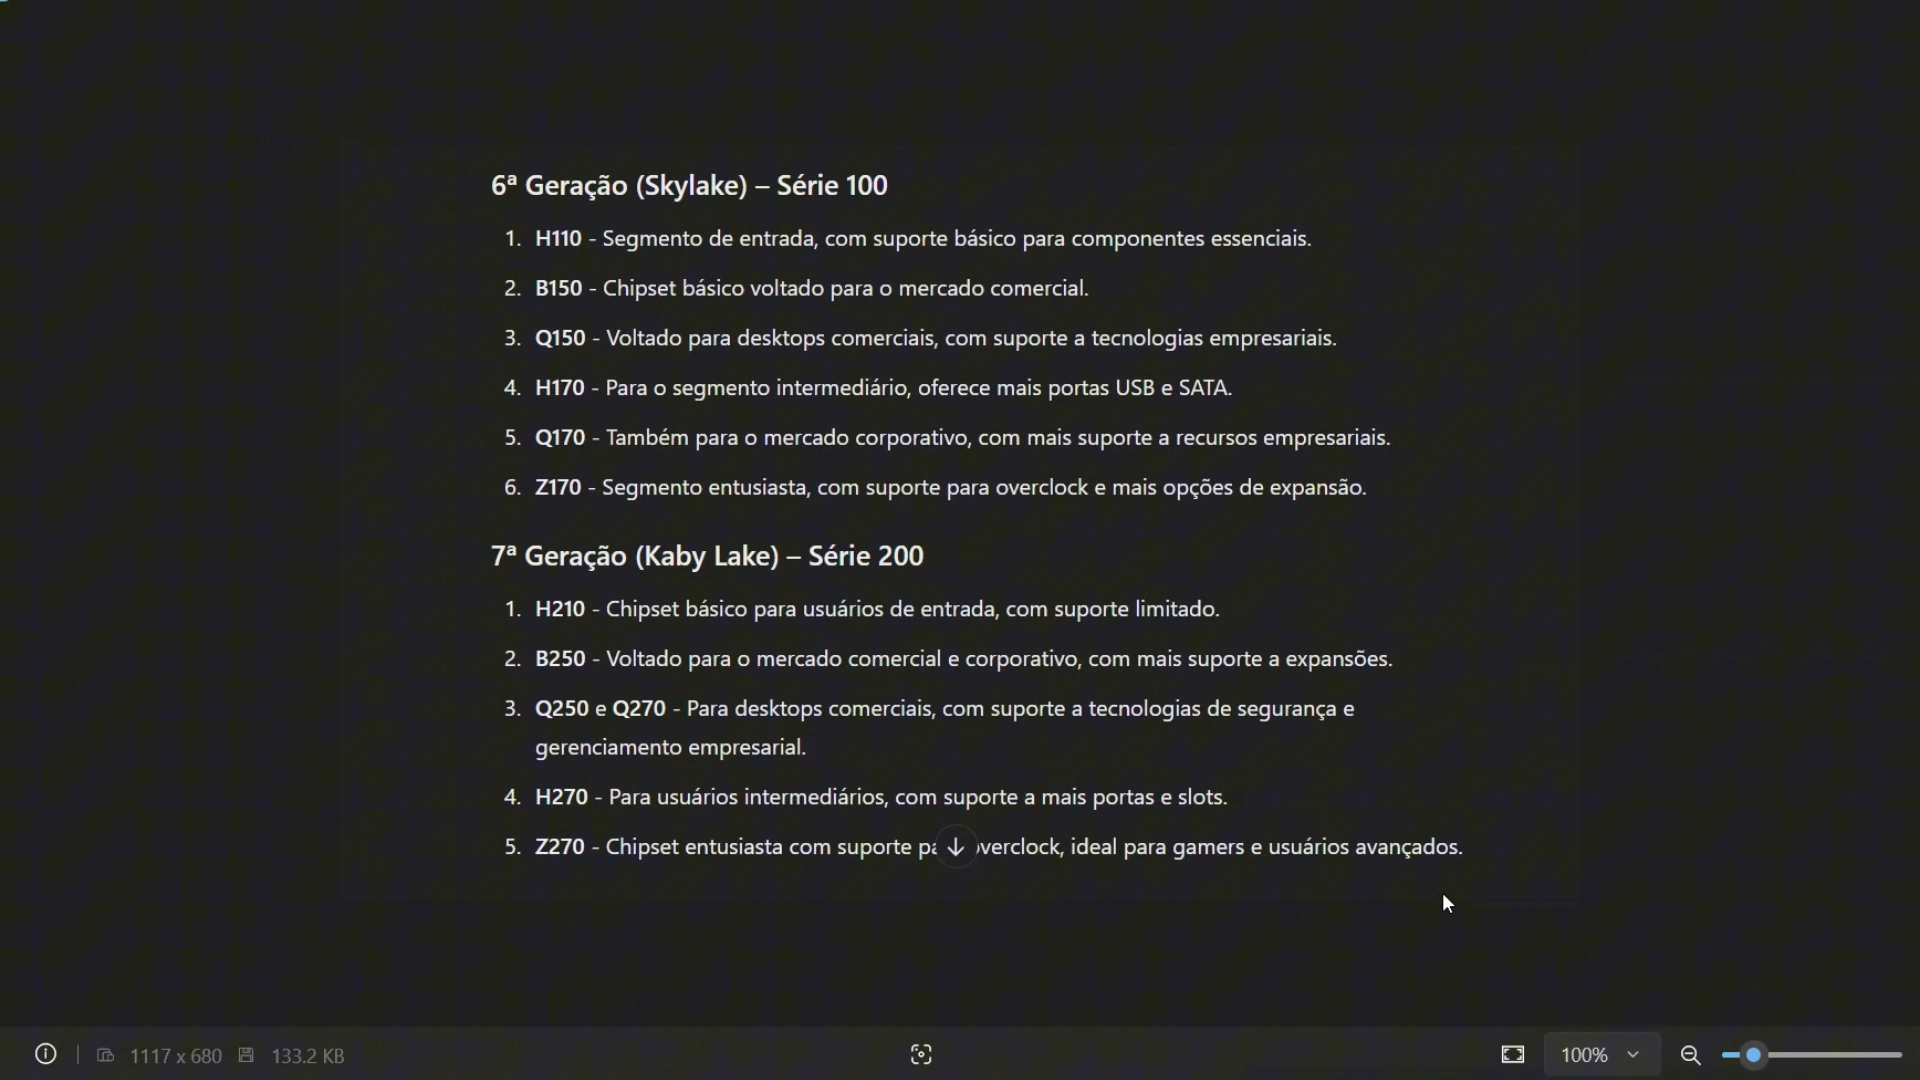 6ª Geração (Skylake) – Série 100
1. H110 - Segmento de entrada, com suporte básico para componentes essenciais.
2. B150 - Chipset básico voltado para o mercado comercial.
3. Q150 - Voltado para desktops comerciais, com suporte a tecnologias empresariais.
4. H170 - Para o segmento intermediário, oferece mais portas USB e SATA.
5. Q170 - Também para o mercado corporativo, com mais suporte a recursos empresariais.
6. Z170 - Segmento entusiasta, com suporte para overclock e mais opções de expansão.
7ª Geração (Kaby Lake) – Série 200
1. H210 - Chipset básico para usuários de entrada, com suporte limitado.
2. B250 - Voltado para o mercado comercial e corporativo, com mais suporte a expansões.
3. Q250 e Q270 - Para desktops comerciais, com suporte a tecnologias de segurança e
gerenciamento empresarial.
4. H270 - Para usuários intermediários, com suporte a mais portas e slots.
5. Z270 - Chipset entusiasta com suporte pa verclock, ideal para gamers e usuários avançados.
1117 x 680 133.2 KB 100%